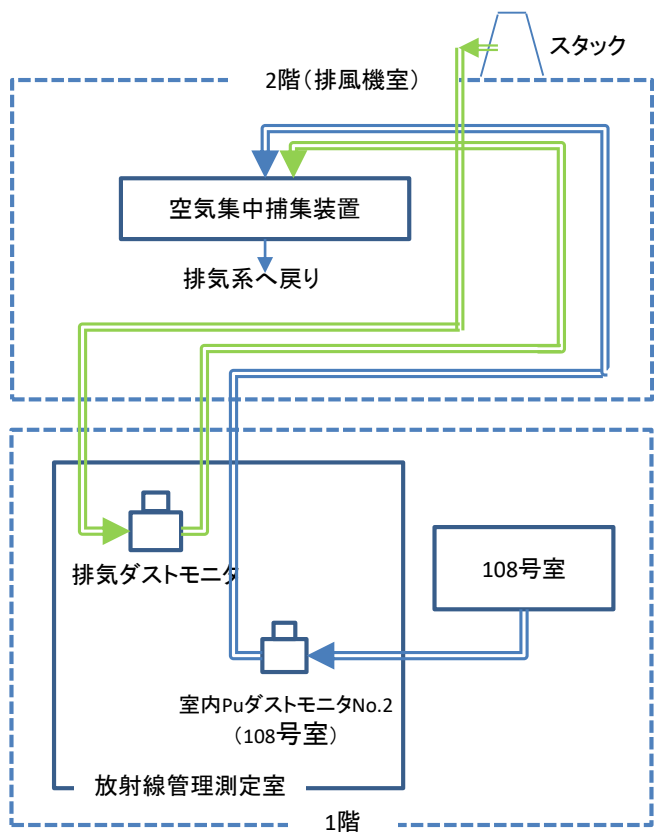 スタック
2階（排風機室）
空気集中捕集装置
排気系へ戻り
排気ダストモニタ
108号室
室内PuダストモニタNo.2
（108号室）
放射線管理測定室
1階